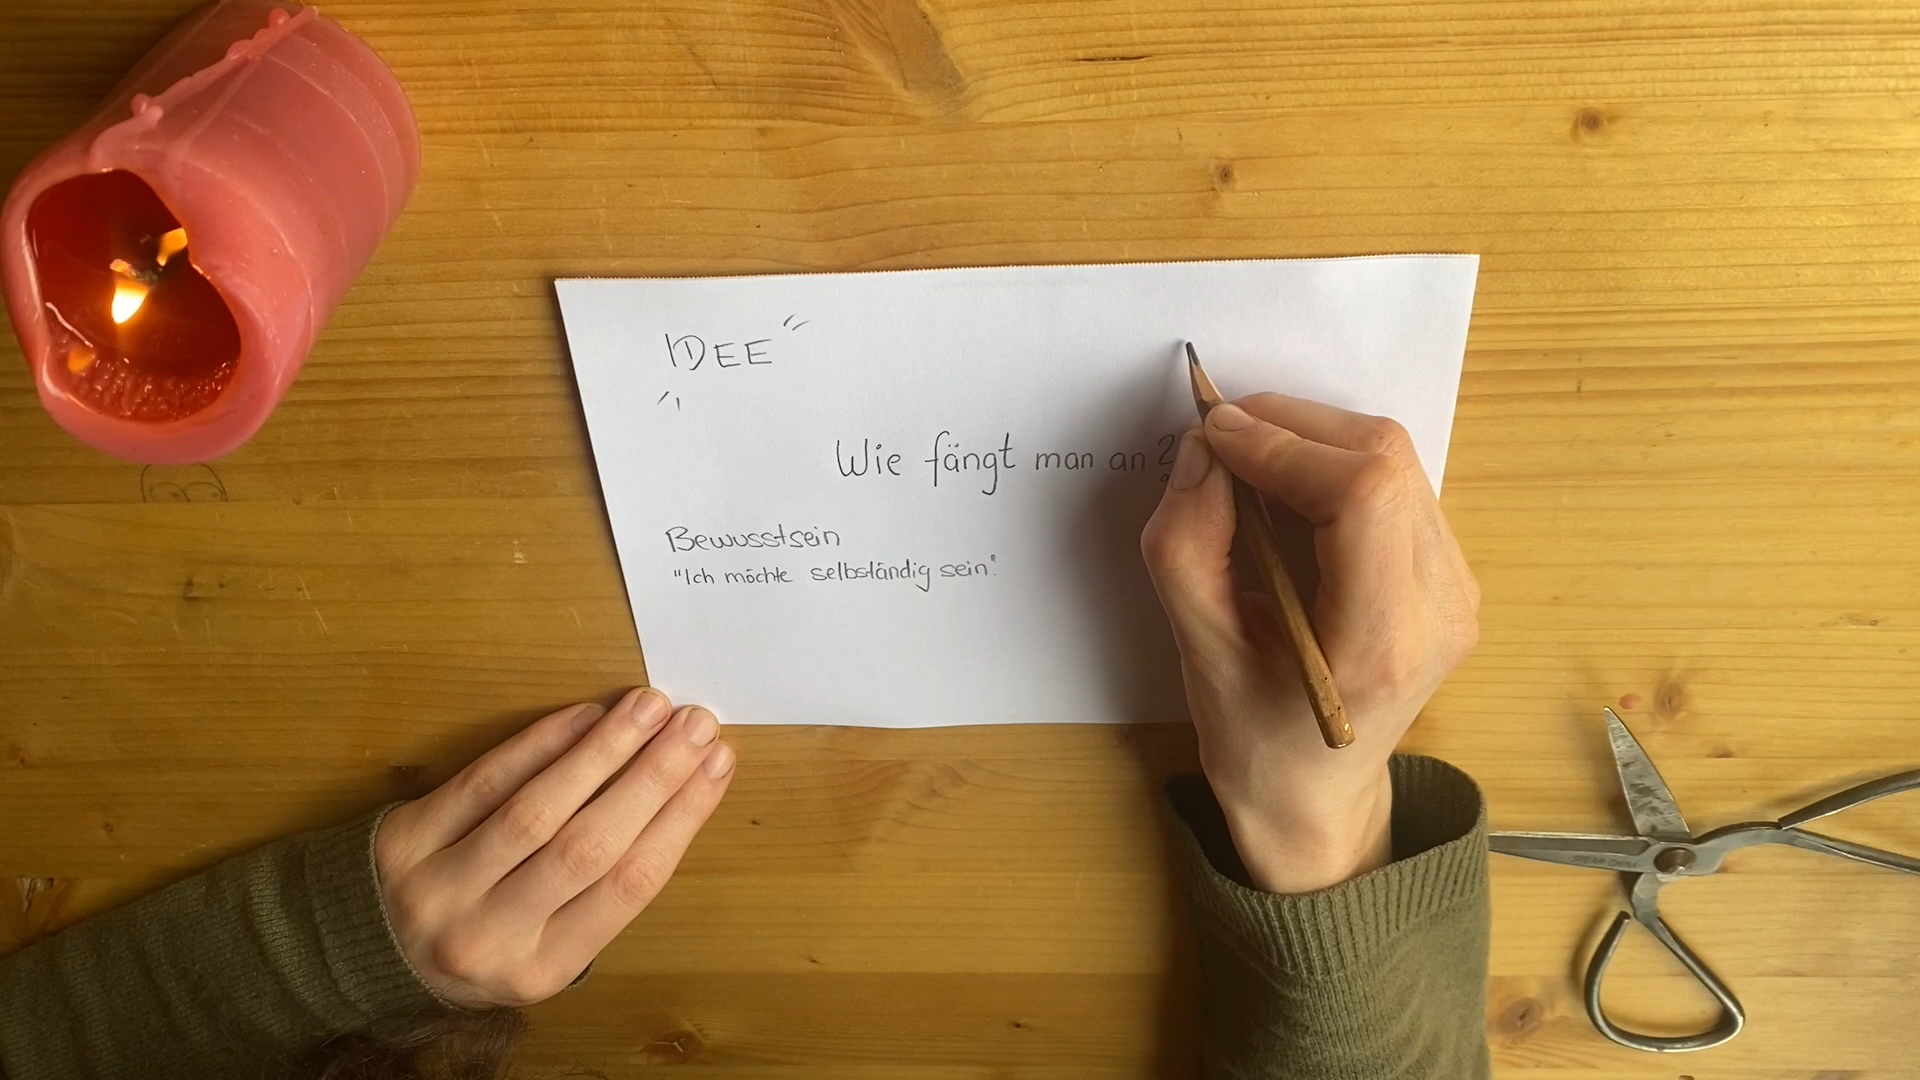 IDEE
Wie fängt man an?
Bewusstsein
"Ich möchte selbständig sein".